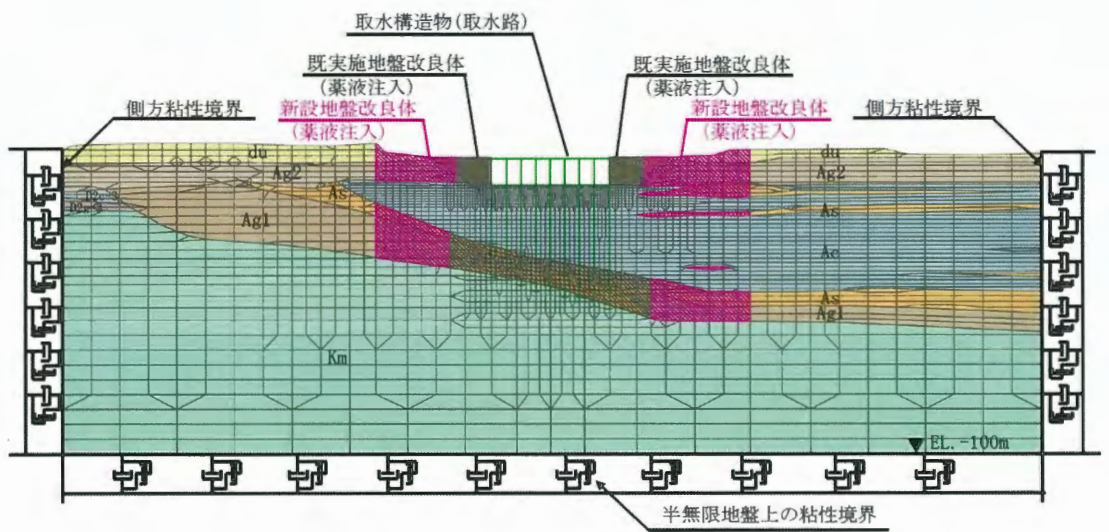 取水構造物(取水路)
既実施地盤改良体
(薬液注入)
既実施地盤改良体
(薬液注入)
側方粘性境界
新設地盤改良体
(薬液注入)
新設地盤改良体
(薬液注入)
側方粘性境界
du
du
Ag2
Ag2
As
As
Ag1
Ac
As
Ag1
Km
EL.-100m
半無限地盤上の粘性境界